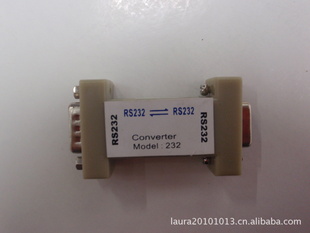 RS232 ⇌ RS232
RS232
RS232
Converter
Model : 232
laura20101013.cn.alibaba.com